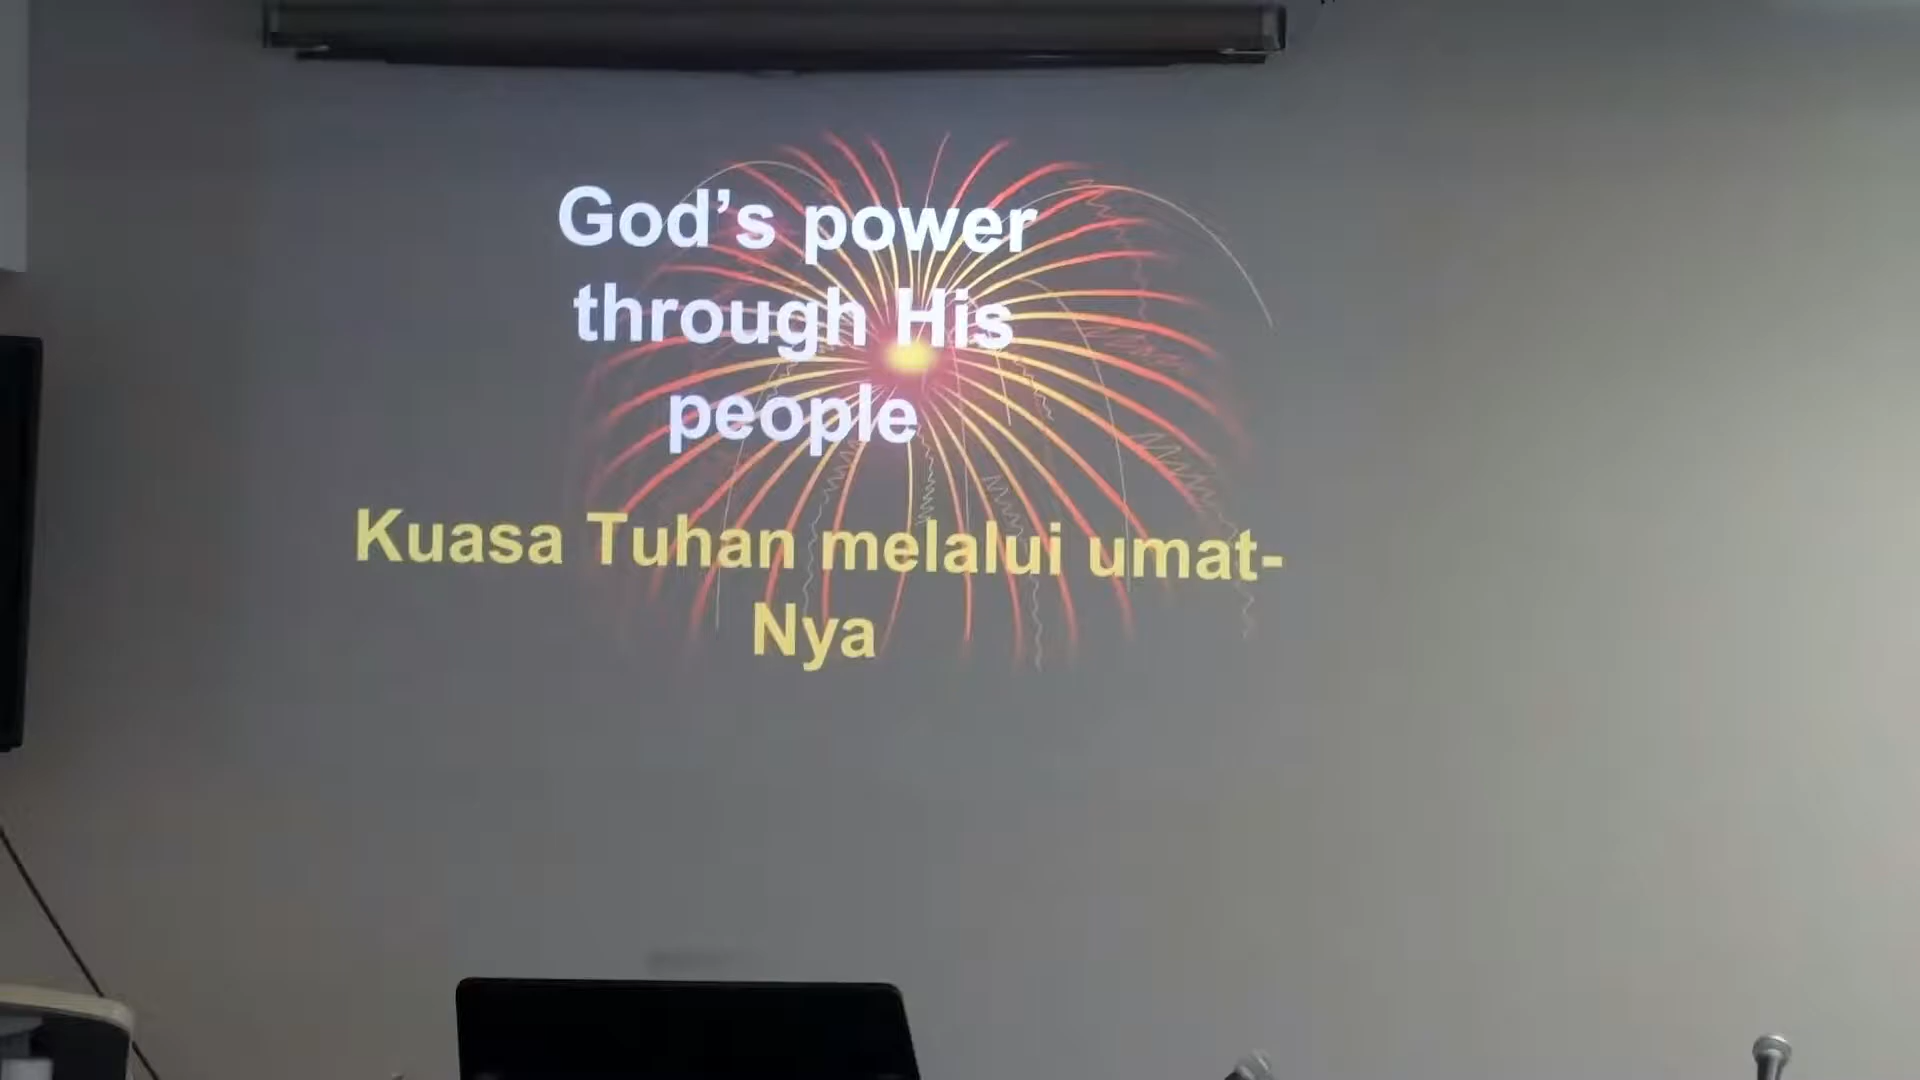 God’s power
through His
people
Kuasa Tuhan melalui umat-
Nya